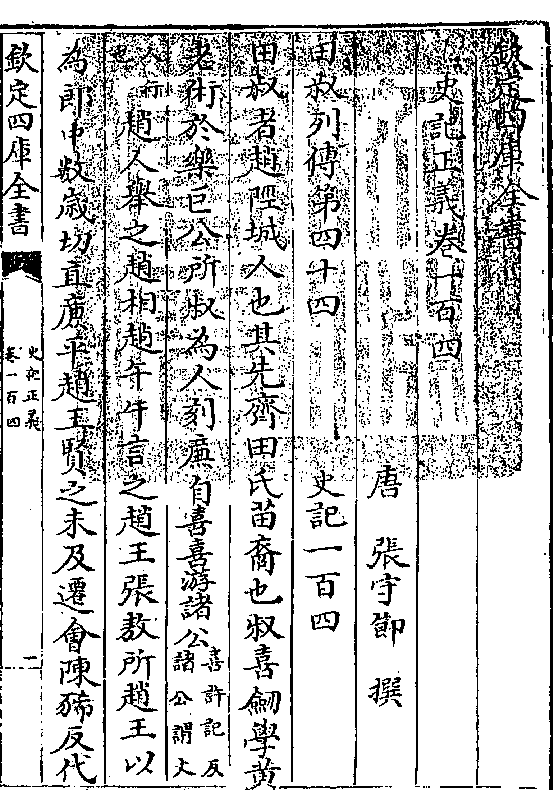 欽定四庫全書
史記正義卷一百四
唐 張守節 撰
田叔列傳第四十四 史記一百四
田叔者趙陘城人也其先齊田氏苗裔也叔喜劒學黄
老術於樂巨公所叔為人刻廉自喜喜游諸公喜許記反諸公謂丈
人行也趙人舉之趙相趙午午言之趙王張敖所趙王以
為郎中數歲切直廉平趙王賢之未及遷會陳豨反代
欽定四庫全書
史記正義
卷一百四
一